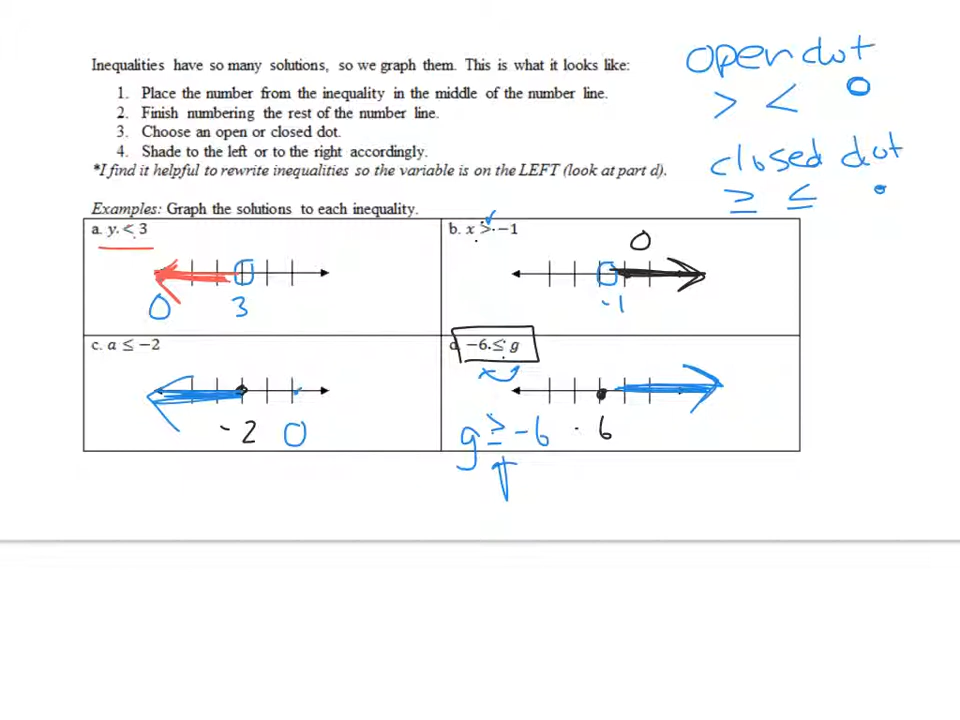 open dot
Inequalities have so many solutions, so we graph them. This is what it looks like:
> < o
1. Place the number from the inequality in the middle of the number line.
2. Finish numbering the rest of the number line.
3. Choose an open or closed dot.
4. Shade to the left or to the right accordingly.
closed dot
*I find it helpful to rewrite inequalities so the variable is on the LEFT (look at part d).
≥ ≤ •
Examples: Graph the solutions to each inequality.
a. y < 3
b. x > −1
0
0 3
-1
c. a ≤ −2
d. −6 ≤ g
-2 0
-6
g ≥ -6